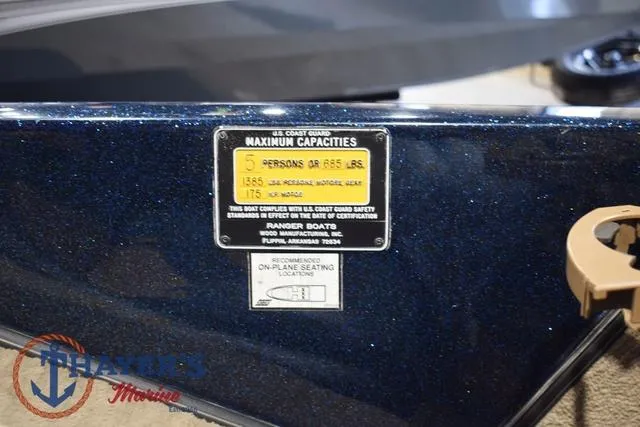 U.S. COAST GUARD
MAXIMUM CAPACITIES
5 PERSONS OR 685 LBS.
1385 LBS. PERSONS, MOTORS, GEAR
175 H.P. MOTOR
THIS BOAT COMPLIES WITH U.S. COAST GUARD SAFETY
STANDARDS IN EFFECT ON THE DATE OF CERTIFICATION
RANGER BOATS
WOOD MANUFACTURING, INC.
FLIPPIN, ARKANSAS 72634
RECOMMENDED
ON-PLANE SEATING
LOCATIONS
THAYER'S
Marine